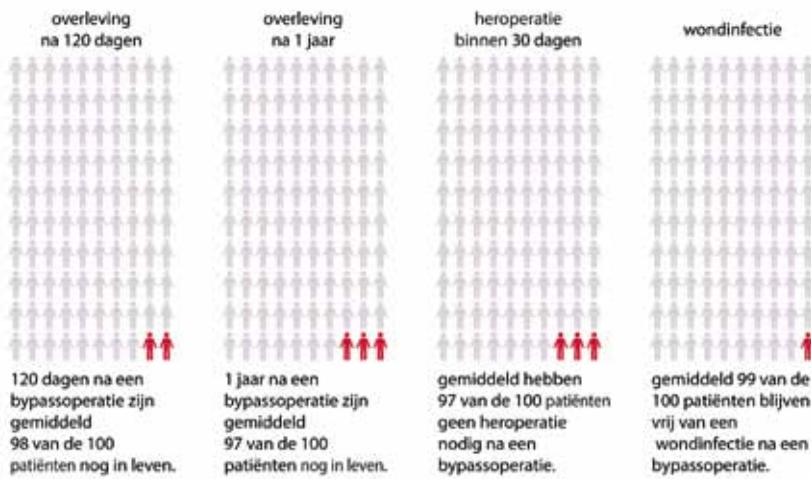 overleving
na 120 dagen
120 dagen na een
bypassoperatie zijn
gemiddeld
98 van de 100
patiënten nog in leven.
overleving
na 1 jaar
1 jaar na een
bypassoperatie zijn
gemiddeld
97 van de 100
patiënten nog in leven.
heroperatie
binnen 30 dagen
gemiddeld hebben
97 van de 100 patiënten
geen heroperatie
nodig na een
bypassoperatie.
wondinfectie
gemiddeld 99 van de
100 patiënten blijven
vrij van een
wondinfectie na een
bypassoperatie.